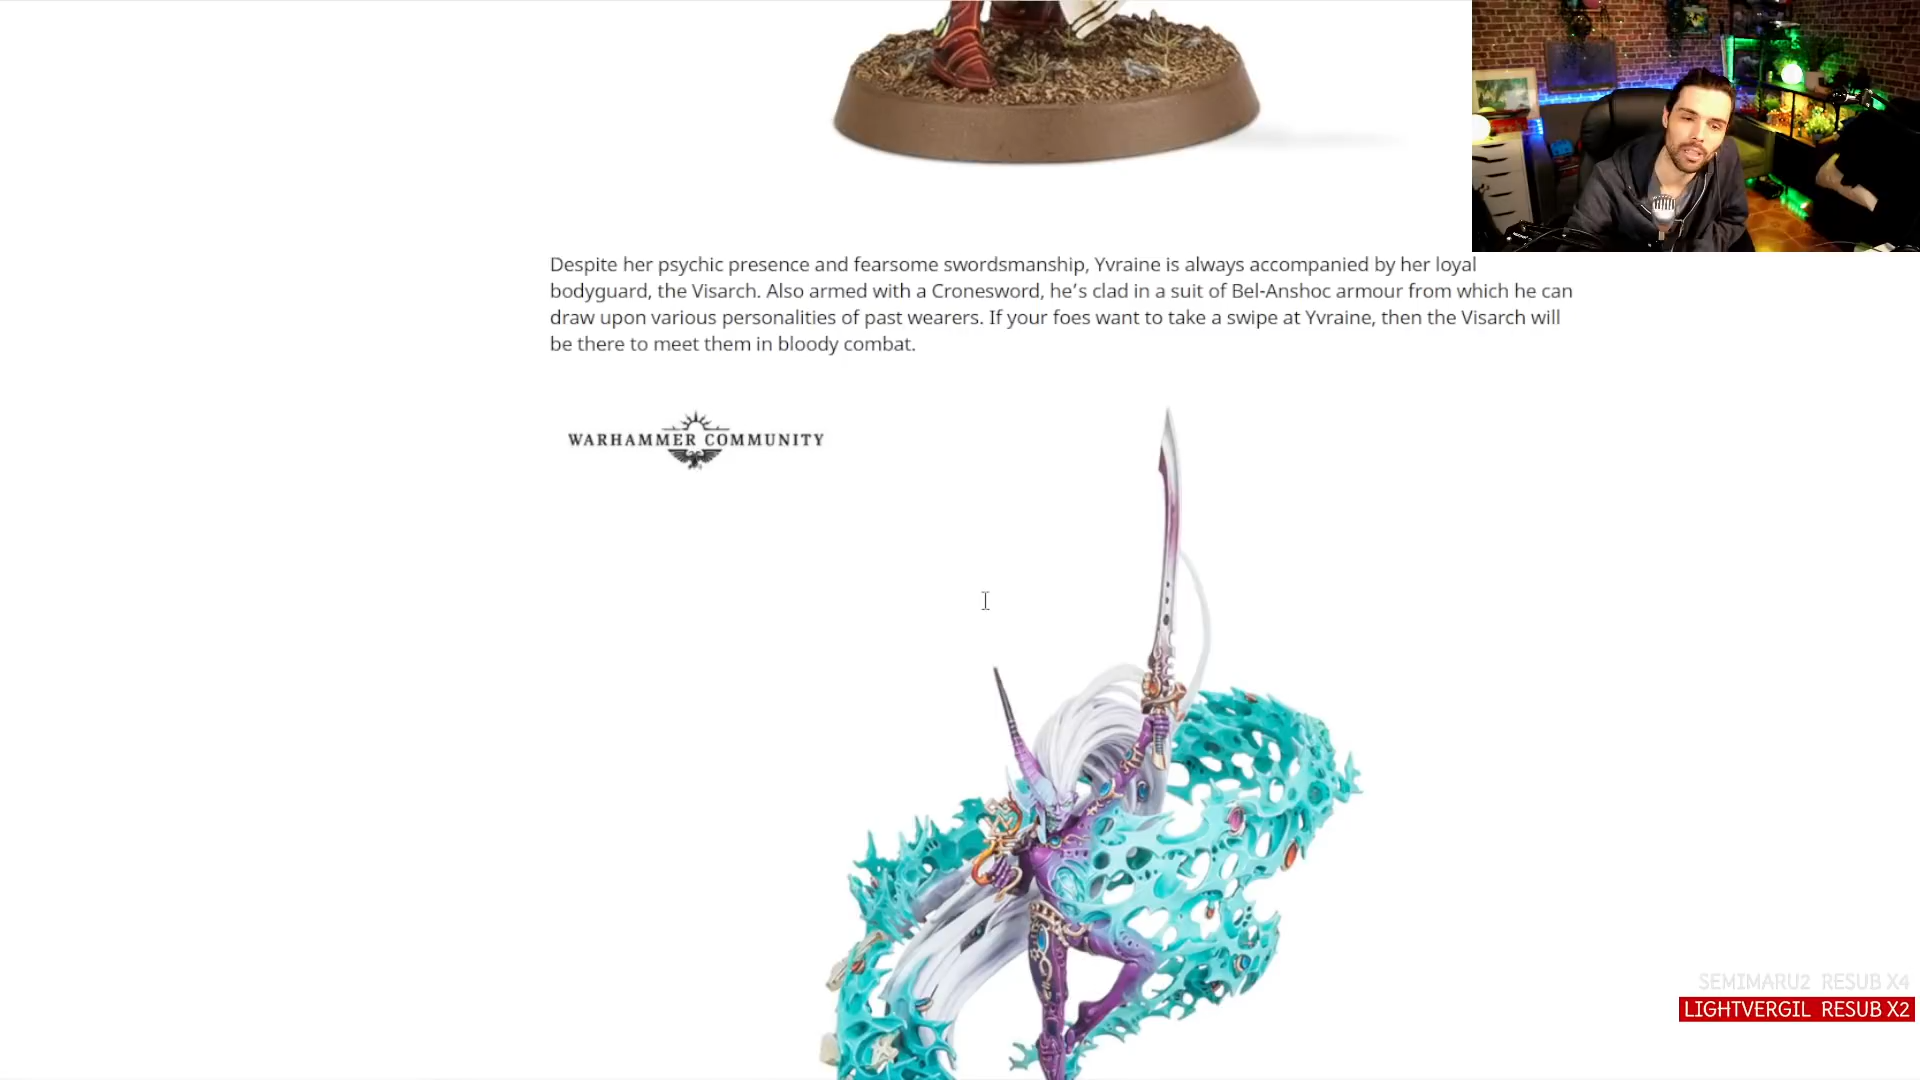 Despite her psychic presence and fearsome swordsmanship, Yvraine is always accompanied by her loyal
bodyguard, the Visarch. Also armed with a Cronesword, he's clad in a suit of Bel-Anshoc armour from which he can
draw upon various personalities of past wearers. If your foes want to take a swipe at Yvraine, then the Visarch will
be there to meet them in bloody combat.
WARHAMMER COMMUNITY
SEMIMARU2 RESUB X4
LIGHTVERGIL RESUB X2